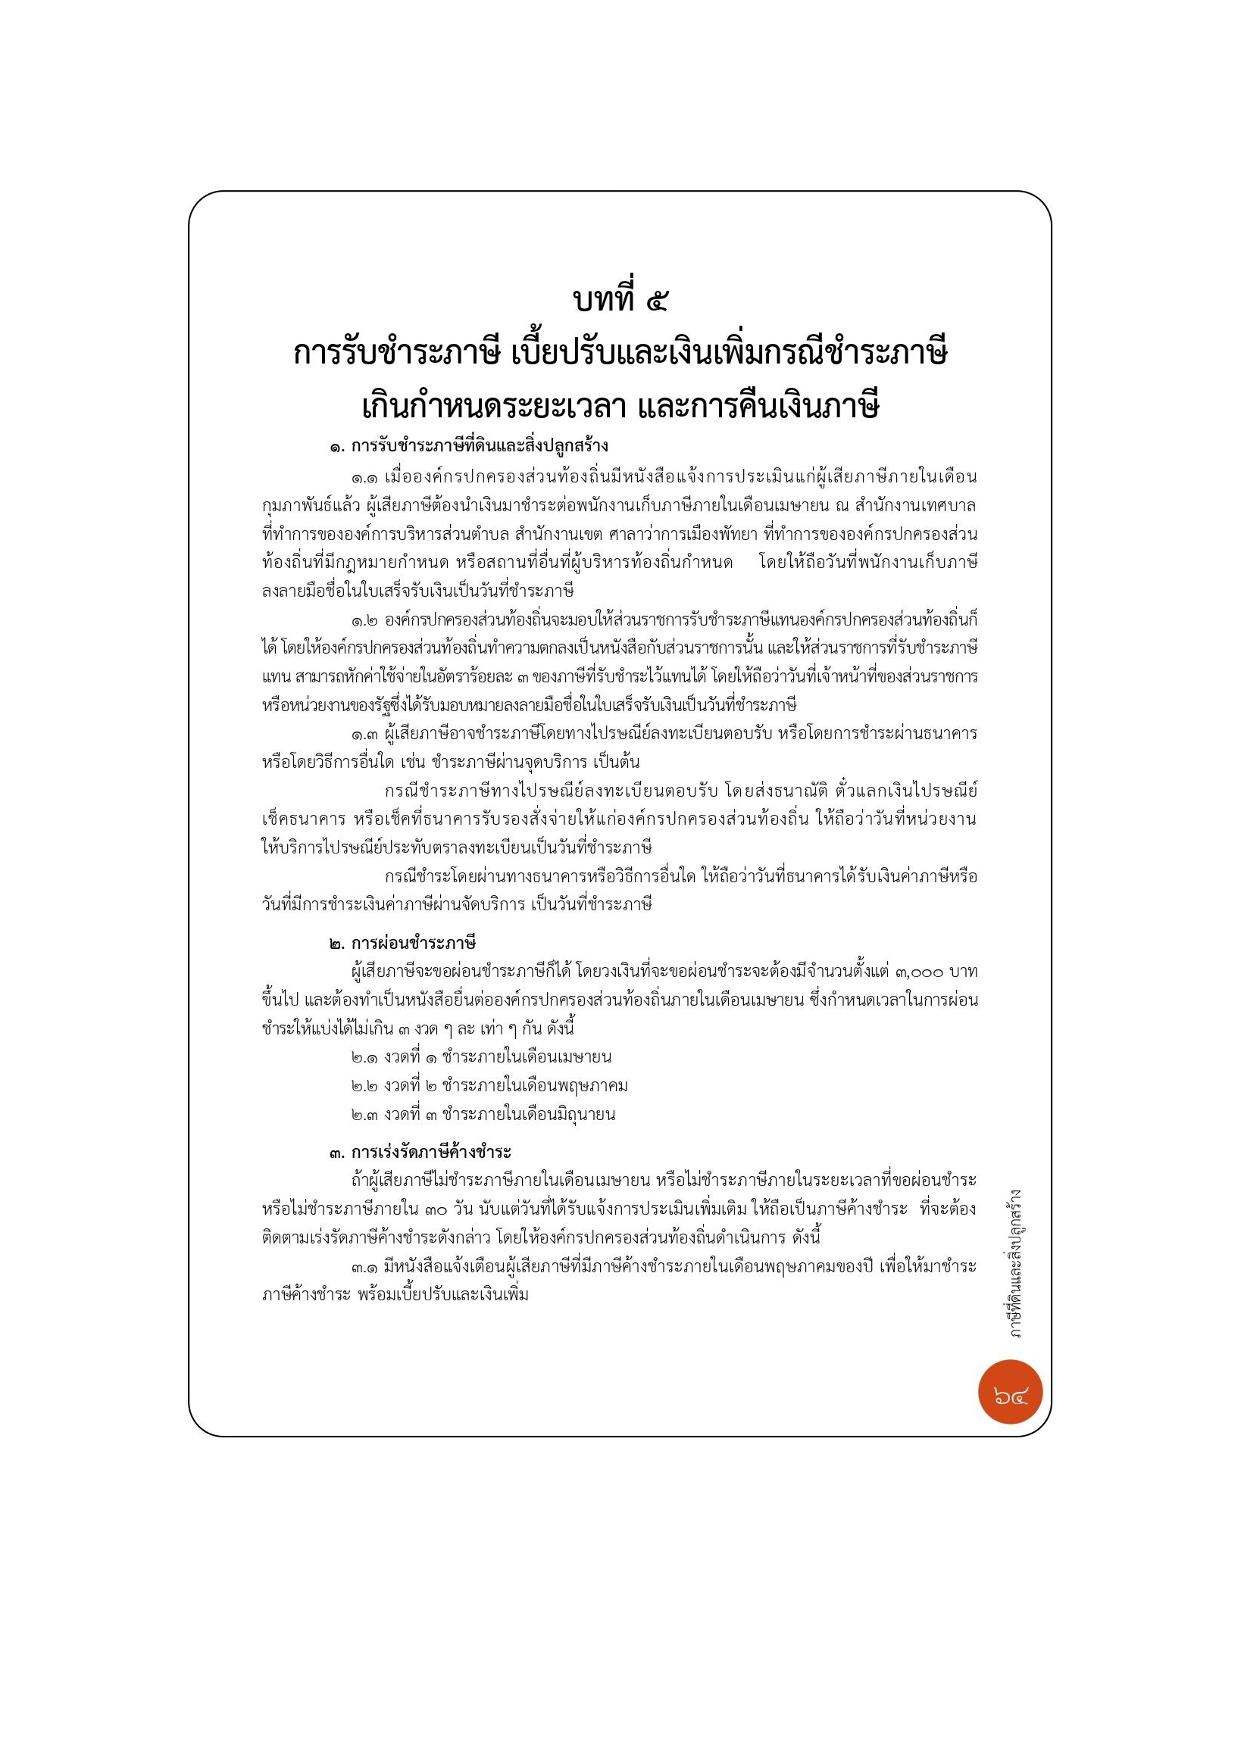 บทที่ ๕
การรับชำระภาษี เบี้ยปรับและเงินเพิ่มกรณีชำระภาษี
เกินกำหนดระยะเวลา และการคืนเงินภาษี
๑. การรับชำระภาษีที่ดินและสิ่งปลูกสร้าง
๑.๑ เมื่อองค์กรปกครองส่วนท้องถิ่นมีหนังสือแจ้งการประเมินแก่ผู้เสียภาษีภายในเดือน
กุมภาพันธ์แล้ว ผู้เสียภาษีต้องนำเงินมาชำระต่อพนักงานเก็บภาษีภายในเดือนเมษายน ณ สำนักงานเทศบาล
ที่ทำการขององค์การบริหารส่วนตำบล สำนักงานเขต ศาลาว่าการเมืองพัทยา ที่ทำการขององค์กรปกครองส่วน
ท้องถิ่นที่มีกฎหมายกำหนด หรือสถานที่อื่นที่ผู้บริหารท้องถิ่นกำหนด โดยให้ถือวันที่พนักงานเก็บภาษี
ลงลายมือชื่อในใบเสร็จรับเงินเป็นวันที่ชำระภาษี
๑.๒ องค์กรปกครองส่วนท้องถิ่นจะมอบให้ส่วนราชการรับชำระภาษีแทนองค์กรปกครองส่วนท้องถิ่นก็
ได้ โดยให้องค์กรปกครองส่วนท้องถิ่นทำความตกลงเป็นหนังสือกับส่วนราชการนั้น และให้ส่วนราชการที่รับชำระภาษี
แทน สามารถหักค่าใช้จ่ายในอัตราร้อยละ ๓ ของภาษีที่รับชำระไว้แทนได้ โดยให้ถือว่าวันที่เจ้าหน้าที่ของส่วนราชการ
หรือหน่วยงานของรัฐซึ่งได้รับมอบหมายลงลายมือชื่อในใบเสร็จรับเงินเป็นวันที่ชำระภาษี
๑.๓ ผู้เสียภาษีอาจชำระภาษีโดยทางไปรษณีย์ลงทะเบียนตอบรับ หรือโดยการชำระผ่านธนาคาร
หรือโดยวิธีการอื่นใด เช่น ชำระภาษีผ่านจุดบริการ เป็นต้น
กรณีชำระภาษีทางไปรษณีย์ลงทะเบียนตอบรับ โดยส่งธนาณัติ ตั๋วแลกเงินไปรษณีย์
เช็คธนาคาร หรือเช็คที่ธนาคารรับรองสั่งจ่ายให้แก่องค์กรปกครองส่วนท้องถิ่น ให้ถือว่าวันที่หน่วยงาน
ให้บริการไปรษณีย์ประทับตราลงทะเบียนเป็นวันที่ชำระภาษี
กรณีชำระโดยผ่านทางธนาคารหรือวิธีการอื่นใด ให้ถือว่าวันที่ธนาคารได้รับเงินค่าภาษีหรือ
วันที่มีการชำระเงินค่าภาษีผ่านจัดบริการ เป็นวันที่ชำระภาษี
๒. การผ่อนชำระภาษี
ผู้เสียภาษีจะขอผ่อนชำระภาษีก็ได้ โดยวงเงินที่จะขอผ่อนชำระจะต้องมีจำนวนตั้งแต่ ๓,๐๐๐ บาท
ขึ้นไป และต้องทำเป็นหนังสือยื่นต่อองค์กรปกครองส่วนท้องถิ่นภายในเดือนเมษายน ซึ่งกำหนดเวลาในการผ่อน
ชำระให้แบ่งได้ไม่เกิน ๓ งวด ๆ ละ เท่า ๆ กัน ดังนี้
๒.๑ งวดที่ ๑ ชำระภายในเดือนเมษายน
๒.๒ งวดที่ ๒ ชำระภายในเดือนพฤษภาคม
๒.๓ งวดที่ ๓ ชำระภายในเดือนมิถุนายน
๓. การเร่งรัดภาษีค้างชำระ
ถ้าผู้เสียภาษีไม่ชำระภาษีภายในเดือนเมษายน หรือไม่ชำระภาษีภายในระยะเวลาที่ขอผ่อนชำระ
หรือไม่ชำระภาษีภายใน ๓๐ วัน นับแต่วันที่ได้รับแจ้งการประเมินเพิ่มเติม ให้ถือเป็นภาษีค้างชำระ ที่จะต้อง
ติดตามเร่งรัดภาษีค้างชำระดังกล่าว โดยให้องค์กรปกครองส่วนท้องถิ่นดำเนินการ ดังนี้
๓.๑ มีหนังสือแจ้งเตือนผู้เสียภาษีที่มีภาษีค้างชำระภายในเดือนพฤษภาคมของปี เพื่อให้มาชำระ
ภาษีค้างชำระ พร้อมเบี้ยปรับและเงินเพิ่ม
ภาษีที่ดินและสิ่งปลูกสร้าง
๖๔